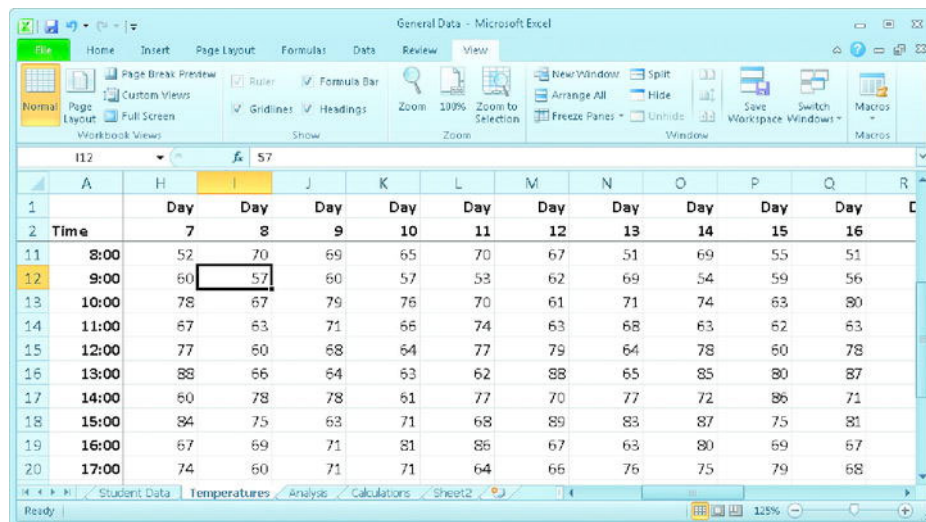 General Data - Microsoft Excel
File Home Insert Page Layout Formulas Data Review View
Normal Page Layout Page Break Preview Custom Views Full Screen
Ruler Formula Bar Gridlines Headings
Zoom 100% Zoom to Selection
New Window Arrange All Freeze Panes Split Hide Unhide
Save Workspace Switch Windows Macros
Workbook Views Show Zoom Window Macros
I12 fx 57
A H I J K L M N O P Q R
1 Day Day Day Day Day Day Day Day Day Day
2 Time 7 8 9 10 11 12 13 14 15 16
11 8:00 52 70 69 65 70 67 51 69 55 51
12 9:00 60 57 60 57 53 62 69 54 59 56
13 10:00 78 67 79 76 70 61 71 74 63 80
14 11:00 67 63 71 66 74 63 68 63 62 63
15 12:00 77 60 68 64 77 79 64 78 60 78
16 13:00 88 66 64 63 62 88 65 85 80 87
17 14:00 60 78 78 61 77 70 77 72 86 71
18 15:00 84 75 63 71 68 89 83 87 75 81
19 16:00 67 69 71 81 86 67 63 80 69 67
20 17:00 74 60 71 71 64 66 76 75 79 68
Student Data Temperatures Analysis Calculations Sheet2
Ready 125%